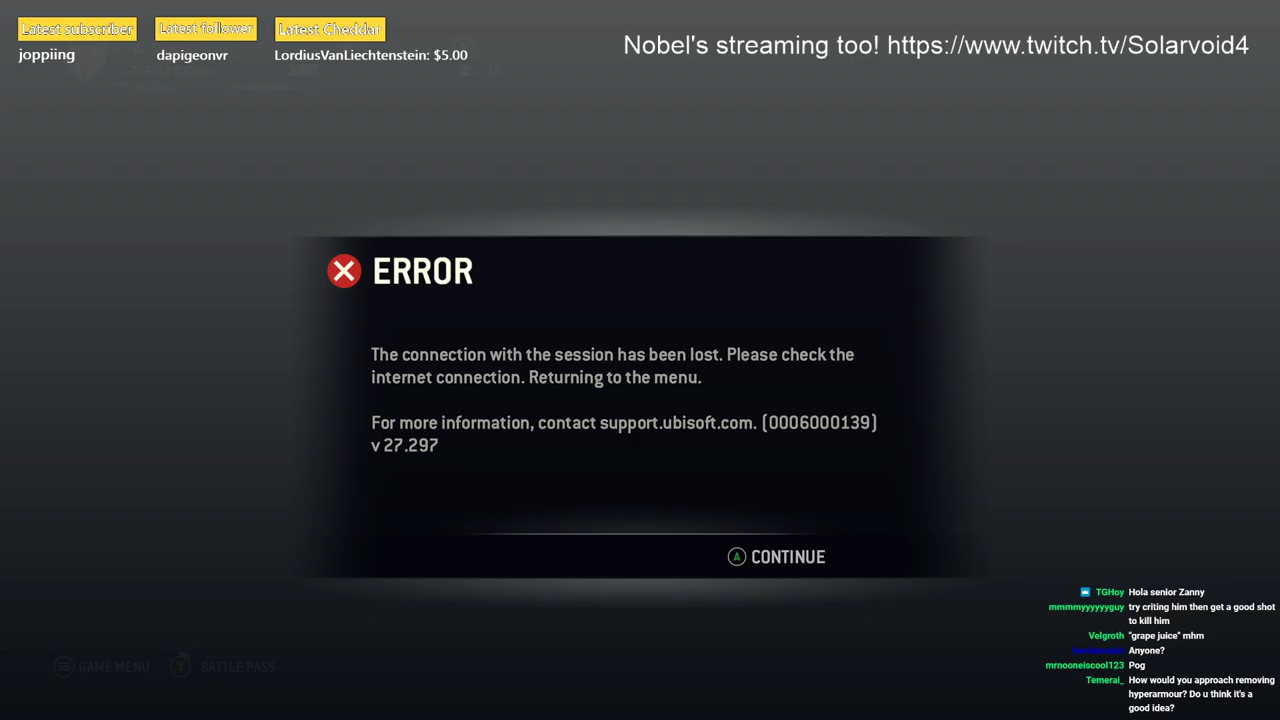 Latest subscriber
Latest follower
Latest Cheddar
joppiing
dapigeonvr
LordiusVanLiechtenstein: $5.00
Nobel's streaming too! https://www.twitch.tv/Solarvoid4
ERROR
The connection with the session has been lost. Please check the
internet connection. Returning to the menu.
For more information, contact support.ubisoft.com. (0006000139)
v 27.297
A CONTINUE
GAME MENU
Y BATTLE PASS
TGHoy Hola senior Zanny
mmmmyyyyyyguy try criting him then get a good shot
to kill him
Velgroth "grape juice" mhm
Anyone?
mrnooneiscool123 Pog
Temerai_ How would you approach removing
hyperarmour? Do u think it's a
good idea?